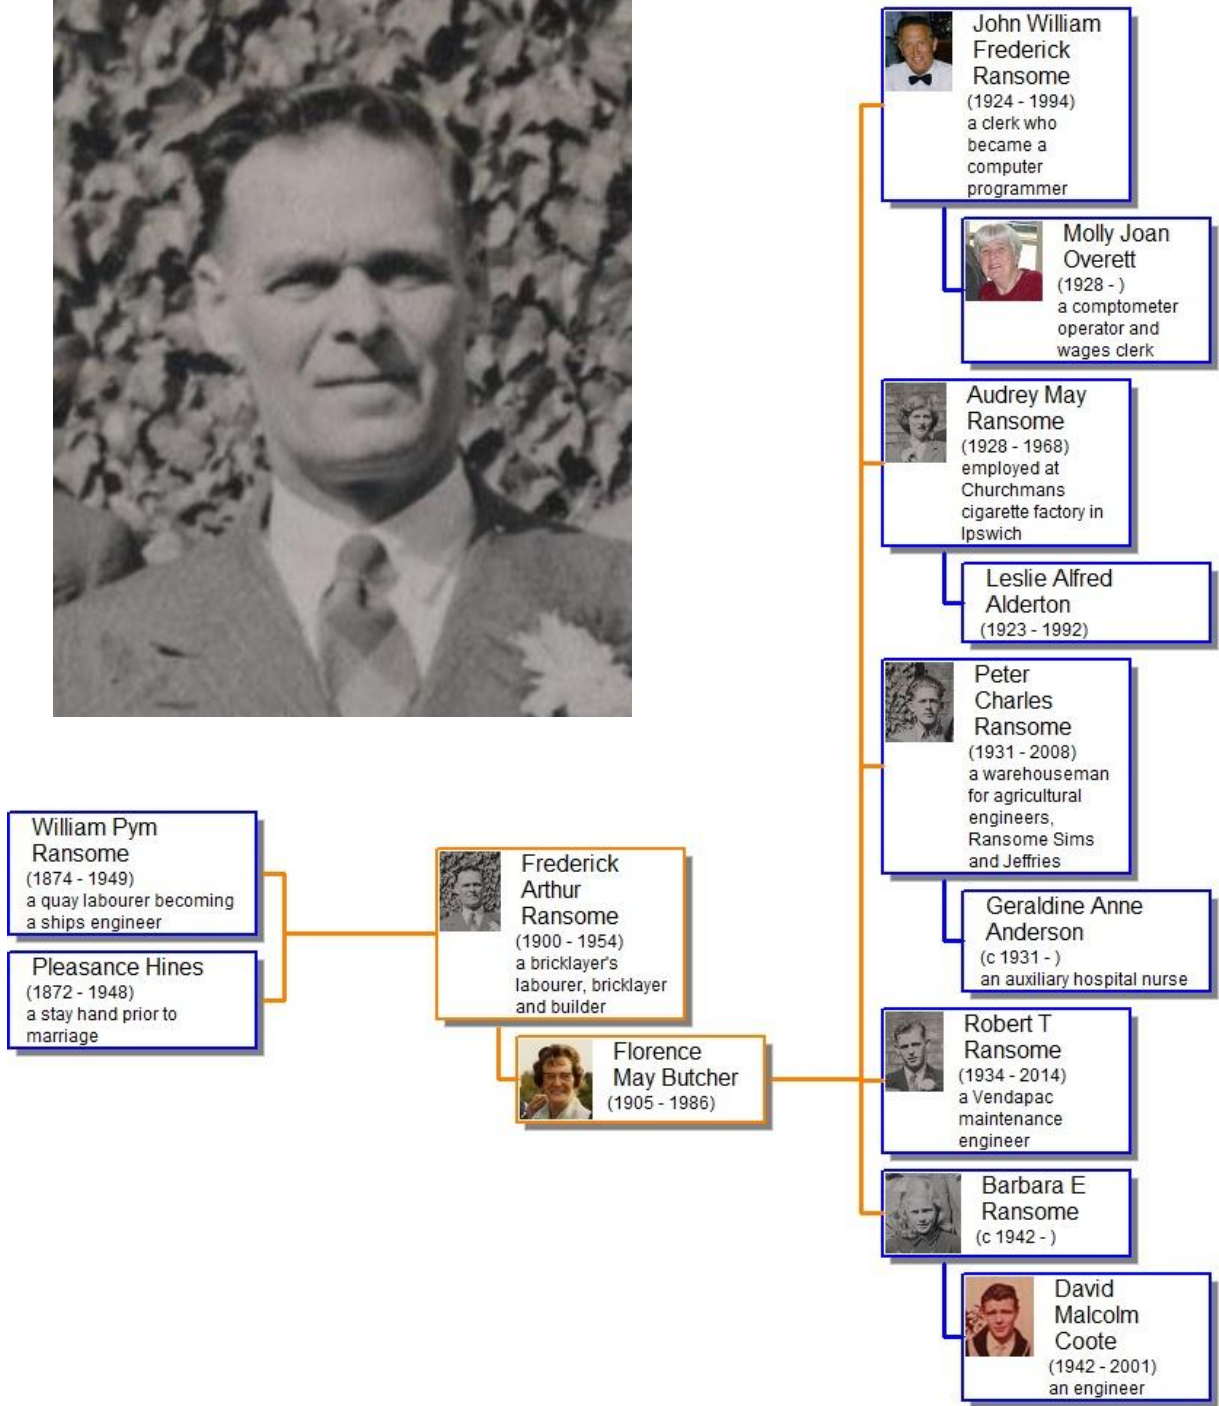 John William
Frederick
Ransome
(1924 - 1994)
a clerk who
became a
computer
programmer
Molly Joan
Overett
(1928 - )
a comptometer
operator and
wages clerk
Audrey May
Ransome
(1928 - 1968)
employed at
Churchmans
cigarette factory in
Ipswich
Leslie Alfred
Alderton
(1923 - 1992)
Peter
Charles
Ransome
(1931 - 2008)
a warehouseman
for agricultural
engineers,
Ransome Sims
and Jeffries
Geraldine Anne
Anderson
(c 1931 - )
an auxiliary hospital nurse
William Pym
Ransome
(1874 - 1949)
a quay labourer becoming
a ships engineer
Pleasance Hines
(1872 - 1948)
a stay hand prior to
marriage
Frederick
Arthur
Ransome
(1900 - 1954)
a bricklayer's
labourer, bricklayer
and builder
Florence
May Butcher
(1905 - 1986)
Robert T
Ransome
(1934 - 2014)
a Vendapac
maintenance
engineer
Barbara E
Ransome
(c 1942 - )
David
Malcolm
Coote
(1942 - 2001)
an engineer